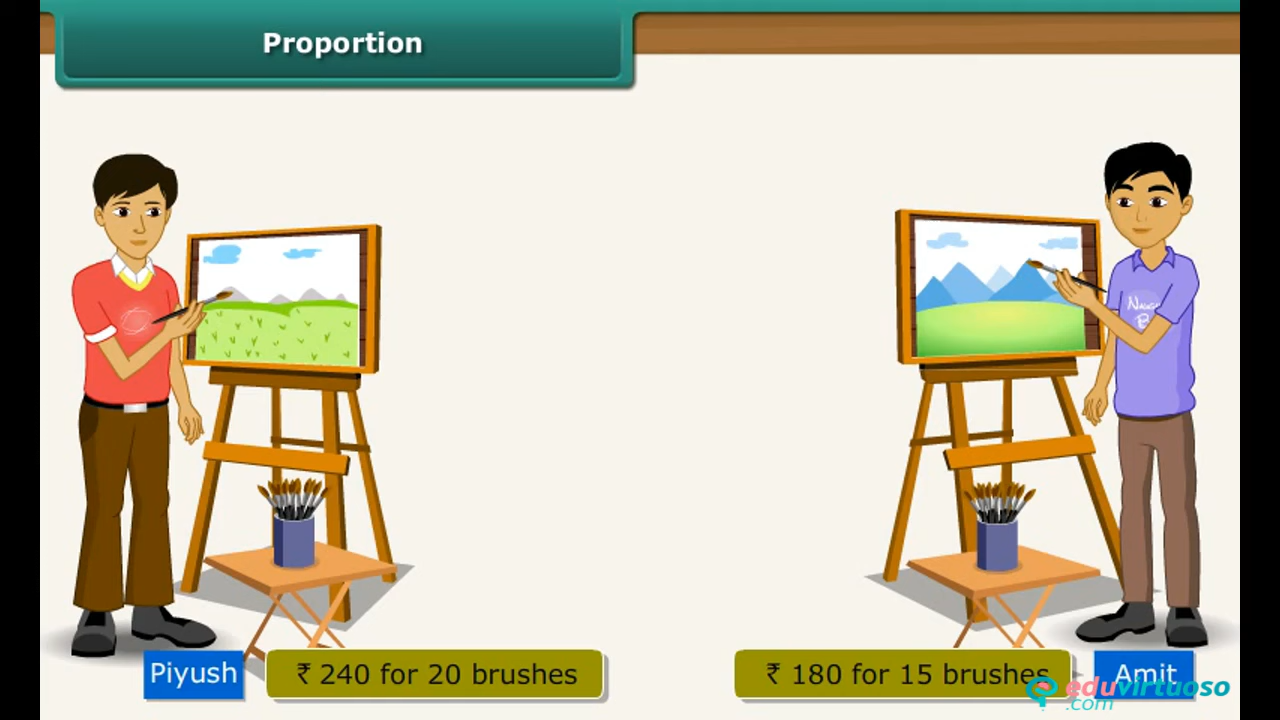 Proportion
Piyush
₹ 240 for 20 brushes
₹ 180 for 15 brushes
Amit
eduvirtuoso
.com